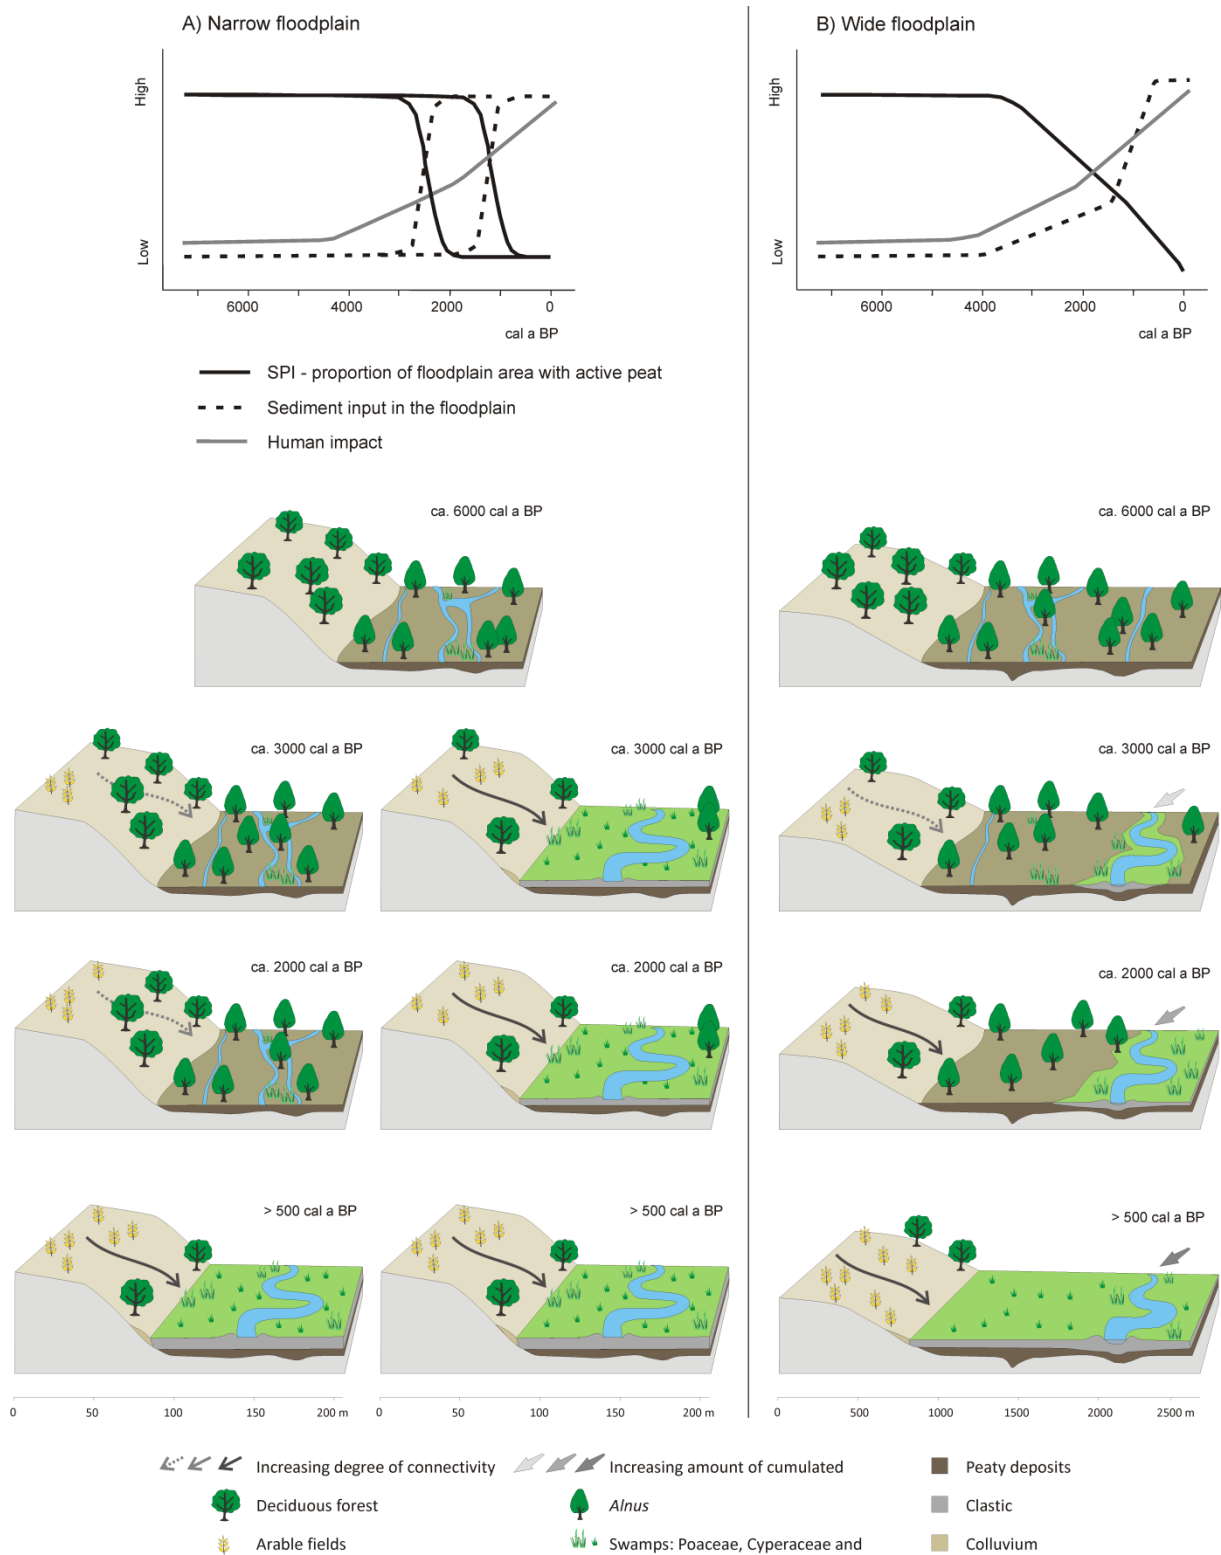 A) Narrow floodplain
B) Wide floodplain
High
Low
6000 4000 2000 0
cal a BP
High
Low
6000 4000 2000 0
cal a BP
SPI - proportion of floodplain area with active peat
Sediment input in the floodplain
Human impact
ca. 6000 cal a BP
ca. 6000 cal a BP
ca. 3000 cal a BP
ca. 3000 cal a BP
ca. 3000 cal a BP
ca. 2000 cal a BP
ca. 2000 cal a BP
ca. 2000 cal a BP
> 500 cal a BP
> 500 cal a BP
> 500 cal a BP
0 50 100 150 200 m
0 50 100 150 200 m
0 500 1000 1500 2000 2500 m
Increasing degree of connectivity
Increasing amount of cumulated
Peaty deposits
Deciduous forest
Alnus
Clastic
Arable fields
Swamps: Poaceae, Cyperaceae and
Colluvium